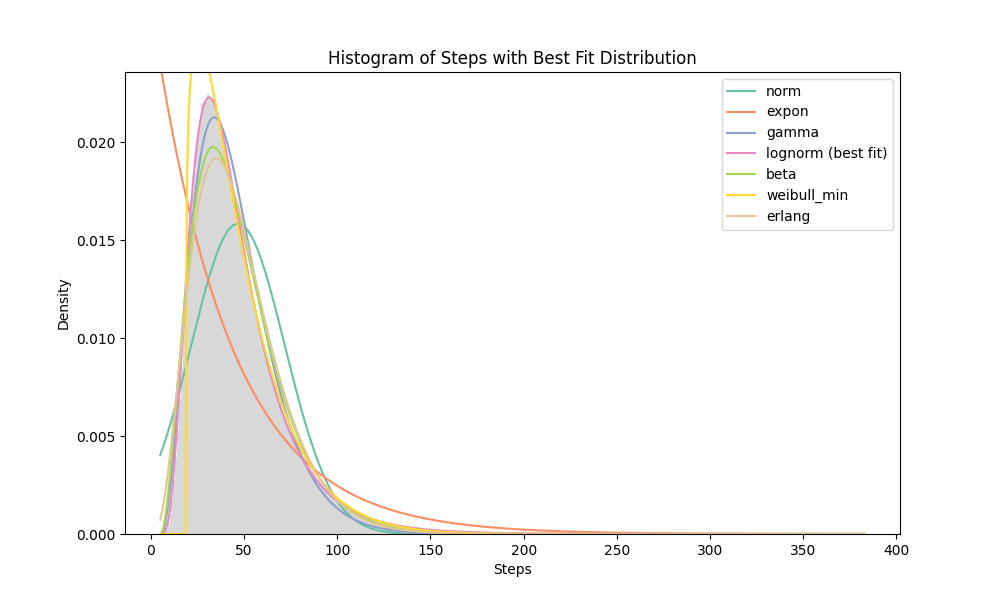 Histogram of Steps with Best Fit Distribution
norm
expon
gamma
lognorm (best fit)
beta
weibull_min
erlang
Density
0.020
0.015
0.010
0.005
0.000
0 50 100 150 200 250 300 350 400
Steps